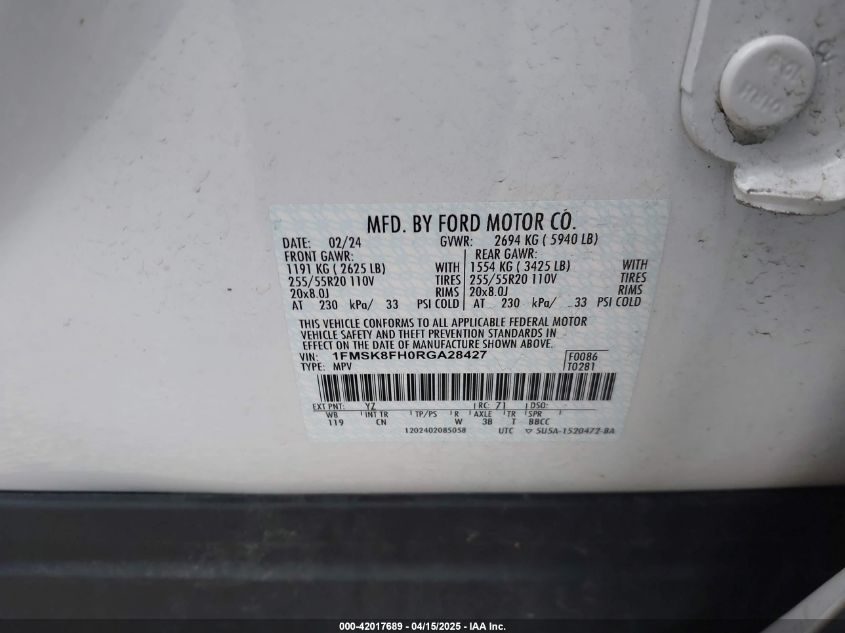 MFD. BY FORD MOTOR CO.
DATE: 02/24 GVWR: 2694 KG ( 5940 LB)
FRONT GAWR: REAR GAWR:
1191 KG ( 2625 LB) WITH 1554 KG ( 3425 LB) WITH
255/55R20 110V TIRES 255/55R20 110V TIRES
20x8.0J RIMS 20x8.0J RIMS
AT 230 kPa/ 33 PSI COLD AT 230 kPa/ 33 PSI COLD
THIS VEHICLE CONFORMS TO ALL APPLICABLE FEDERAL MOTOR
VEHICLE SAFETY AND THEFT PREVENTION STANDARDS IN
EFFECT ON THE DATE OF MANUFACTURE SHOWN ABOVE.
VIN: 1FMSK8FH0RGA28427 F0086
TYPE: MPV T0281
EXT PNT: YZ RC: 71 DSO:
WB INT TR TP/PS R AXLE TR SPR
119 CN W 3B T BBCC
1202402085058 UTC ▽ 5U5A-1520472-BA
000-42017689 - 04/15/2025 - IAA Inc.